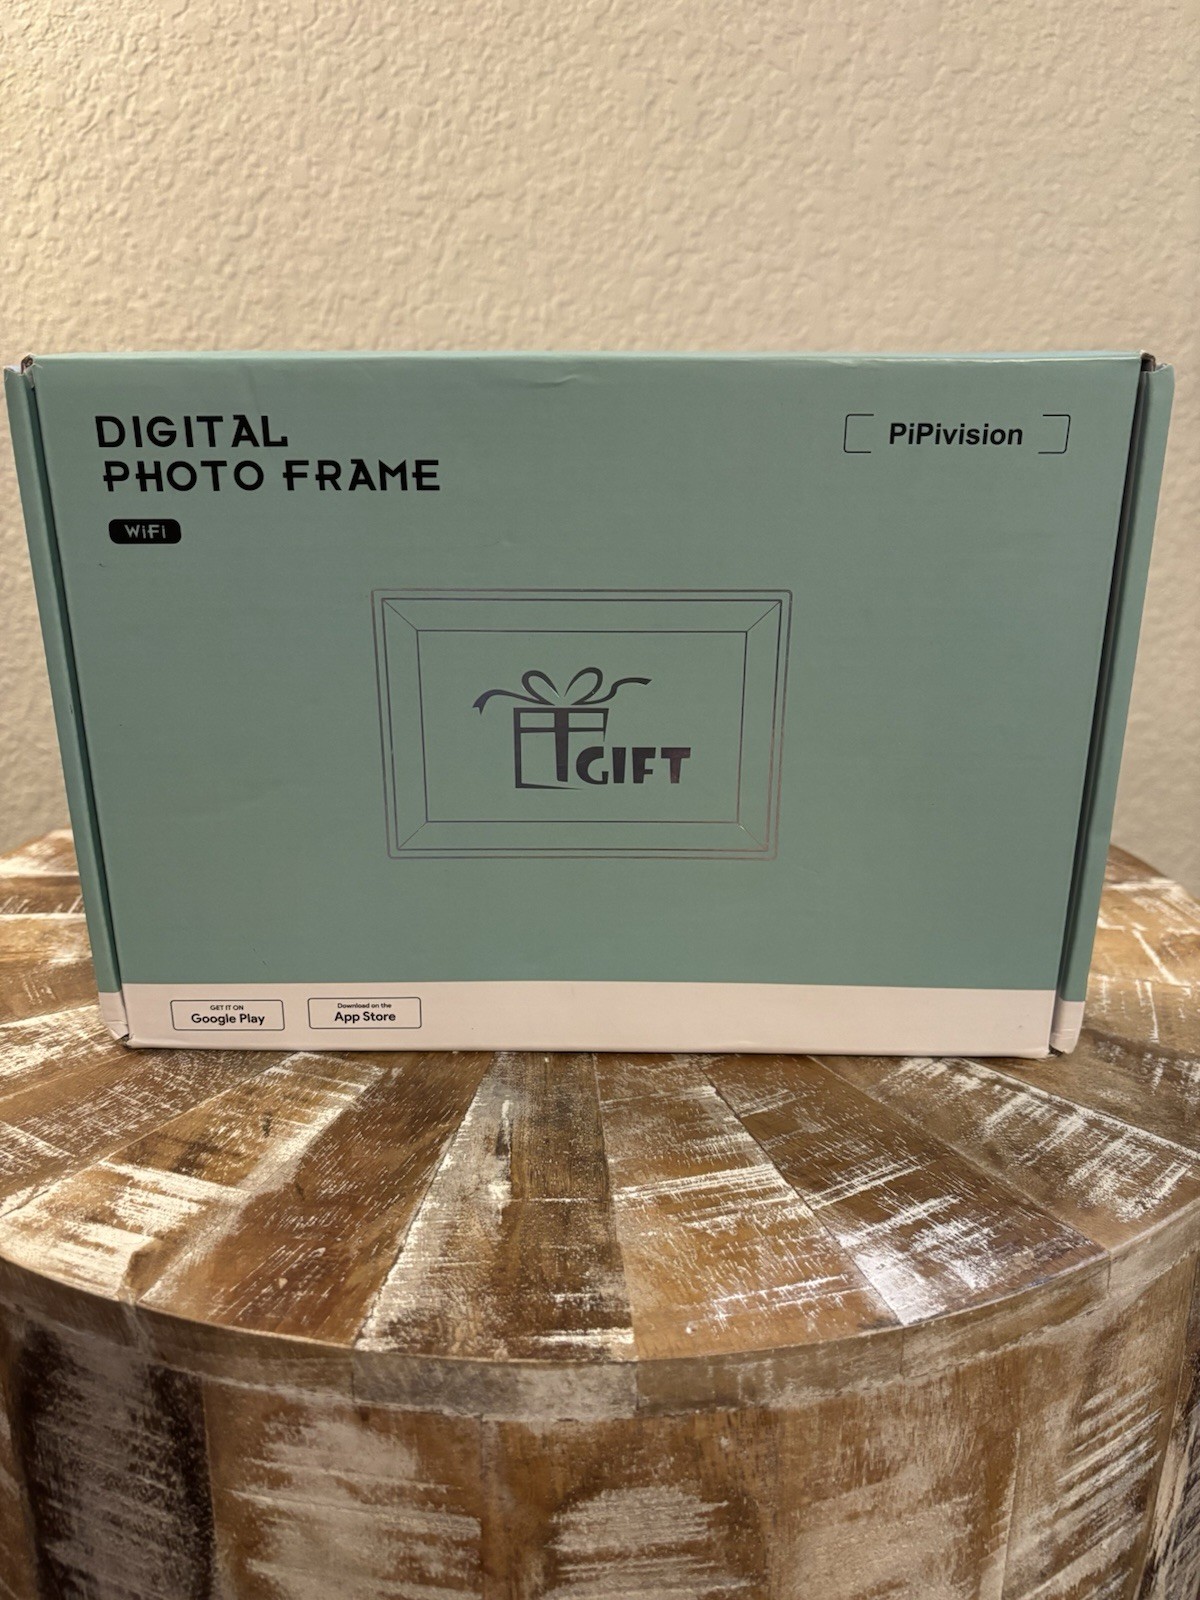 DIGITAL
PHOTO FRAME
WiFi
PiPivision
GIFT
GET IT ON
Google Play
Download on the
App Store